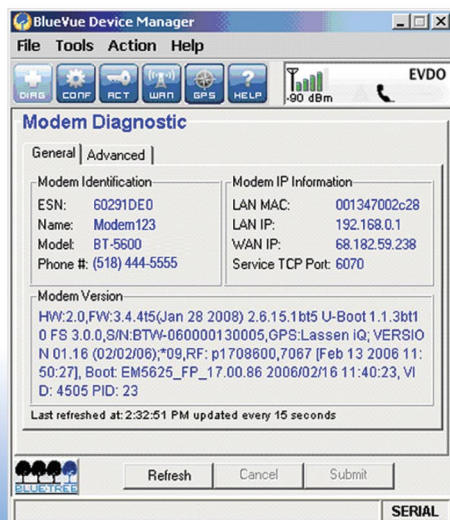 BlueVue Device Manager
File Tools Action Help
DIAG CONF ACT WAN GPS HELP
-90 dBm
EVDO
Modem Diagnostic
General Advanced
Modem Identification
ESN: 60291DE0
Name: Modem123
Model: BT-5600
Phone #: (518) 444-5555
Modem IP Information
LAN MAC: 001347002c28
LAN IP: 192.168.0.1
WAN IP: 68.182.59.238
Service TCP Port: 6070
Modem Version
HW:2.0,FW:3.4.4t5(Jan 28 2008) 2.6.15.1bt5 U-Boot 1.1.3bt1
0 FS 3.0.0,S/N:BTW-060000130005,GPS:Lassen iQ; VERSIO
N 01.16 (02/02/06);*09,RF: p1708600,7067 [Feb 13 2006 11:
50:27], Boot: EM5625_FP_17.00.86 2006/02/16 11:40:23, VI
D: 4505 PID: 23
Last refreshed at: 2:32:51 PM updated every 15 seconds
BLUETREE
Refresh Cancel Submit
SERIAL